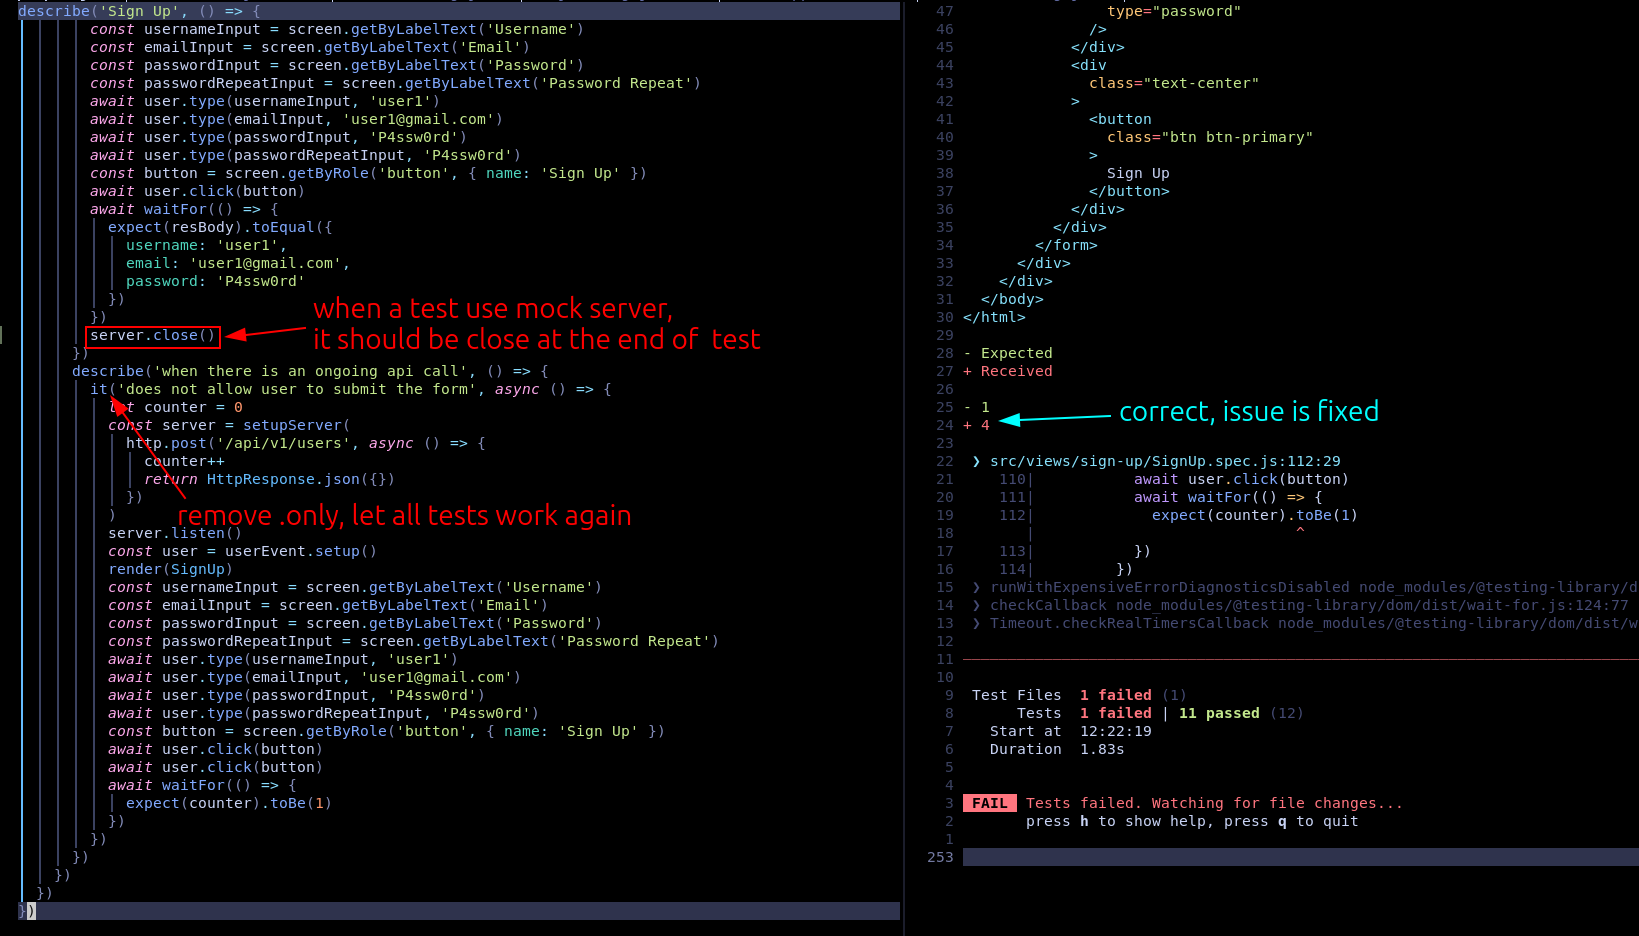 describe('Sign Up', () => {
const usernameInput = screen.getByLabelText('Username')
const emailInput = screen.getByLabelText('Email')
const passwordInput = screen.getByLabelText('Password')
const passwordRepeatInput = screen.getByLabelText('Password Repeat')
await user.type(usernameInput, 'user1')
await user.type(emailInput, 'user1@gmail.com')
await user.type(passwordInput, 'P4ssw0rd')
await user.type(passwordRepeatInput, 'P4ssw0rd')
const button = screen.getByRole('button', { name: 'Sign Up' })
await user.click(button)
await waitFor(() => {
expect(resBody).toEqual({
username: 'user1',
email: 'user1@gmail.com',
password: 'P4ssw0rd'
})
})
server.close()
})
when a test use mock server,
it should be close at the end of test
describe('when there is an ongoing api call', () => {
it('does not allow user to submit the form', async () => {
let counter = 0
const server = setupServer(
http.post('/api/v1/users', async () => {
counter++
return HttpResponse.json({})
})
)
remove .only, let all tests work again
server.listen()
const user = userEvent.setup()
render(SignUp)
const usernameInput = screen.getByLabelText('Username')
const emailInput = screen.getByLabelText('Email')
const passwordInput = screen.getByLabelText('Password')
const passwordRepeatInput = screen.getByLabelText('Password Repeat')
await user.type(usernameInput, 'user1')
await user.type(emailInput, 'user1@gmail.com')
await user.type(passwordInput, 'P4ssw0rd')
await user.type(passwordRepeatInput, 'P4ssw0rd')
const button = screen.getByRole('button', { name: 'Sign Up' })
await user.click(button)
await user.click(button)
await waitFor(() => {
expect(counter).toBe(1)
})
})
})
})
})
})
47 type="password"
46 />
45 </div>
44 <div
43 class="text-center"
42 >
41 <button
40 class="btn btn-primary"
39 >
38 Sign Up
37 </button>
36 </div>
35 </div>
34 </form>
33 </div>
32 </div>
31 </body>
30 </html>
29
28 - Expected
27 + Received
26
25 - 1
24 + 4
correct, issue is fixed
23
22 ❯ src/views/sign-up/SignUp.spec.js:112:29
21 110| await user.click(button)
20 111| await waitFor(() => {
19 112| expect(counter).toBe(1)
18 | ^
17 113| })
16 114| })
15 ❯ runWithExpensiveErrorDiagnosticsDisabled node_modules/@testing-library/d
14 ❯ checkCallback node_modules/@testing-library/dom/dist/wait-for.js:124:77
13 ❯ Timeout.checkRealTimersCallback node_modules/@testing-library/dom/dist/w
12
11
10
9 Test Files 1 failed (1)
8 Tests 1 failed | 11 passed (12)
7 Start at 12:22:19
6 Duration 1.83s
5
4
3 FAIL Tests failed. Watching for file changes...
2 press h to show help, press q to quit
1
253